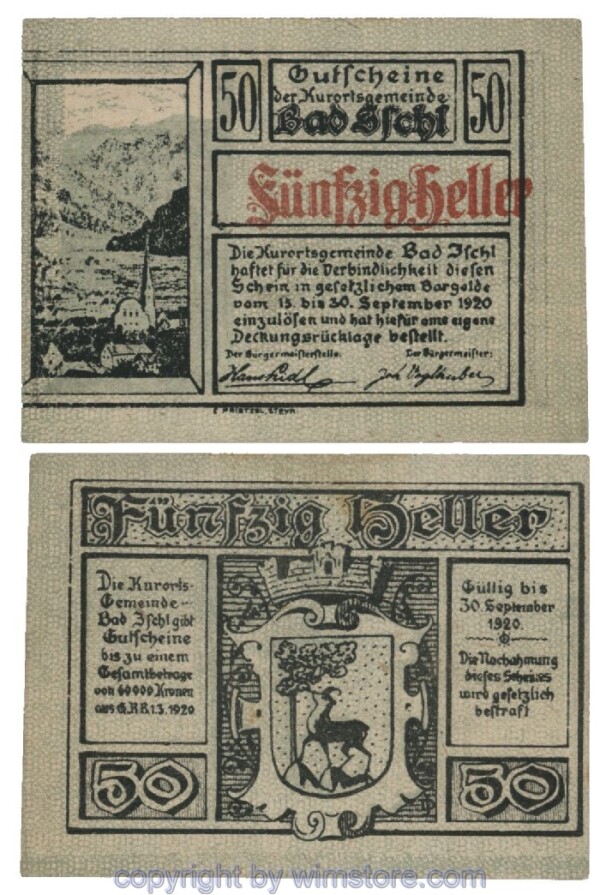 50
Gutscheine
der Kurortsgemeinde
Bad Ischl
50
Fünfzig Heller
Die Kurortsgemeinde Bad Ischl
haftet für die Verbindlichkeit diesen
Schein in gesetzlichem Bargelde
vom 15. bis 30. September 1920
einzulösen und hat hiefür eine eigene
Deckungsrücklage bestellt.
Der Bürgermeisterstelle.
Der Bürgermeister:
E PRIETZEL, STEYR
Fünfzig Heller
Die Kurorts-
Gemeinde-
Bad Ischl gibt
Gutscheine
bis zu einem
Gesamtbetrage
von 60000 Kronen
aus G.R.B. 1.3.1920
Gültig bis
30. September
1920.
Die Nachahmung
dieses Scheines
wird gesetzlich
bestraft
50
50
copyright by wimstore.com